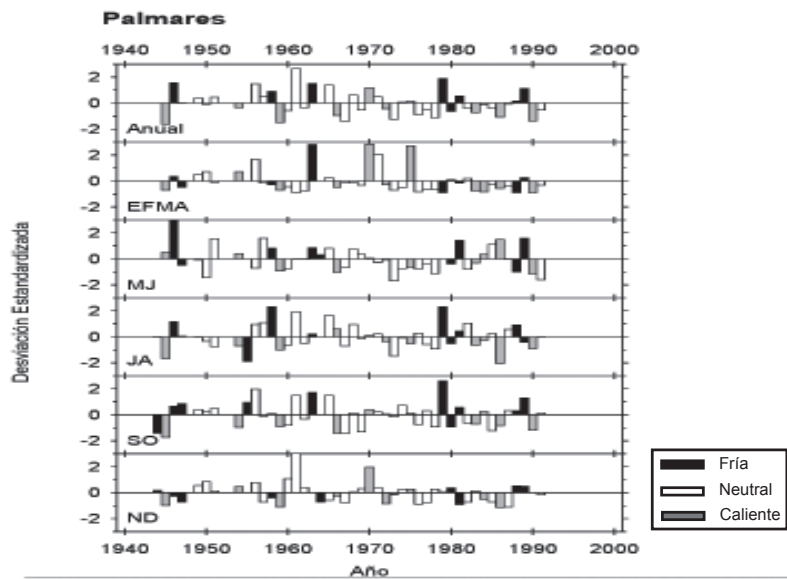 Palmares
1940 1950 1960 1970 1980 1990 2000
2
0
-2
Anual
2
0
-2
EFMA
2
0
-2
MJ
2
0
-2
JA
2
0
-2
SO
2
0
-2
ND
1940 1950 1960 1970 1980 1990 2000
Año
Desviación Estandardizada
Fría
Neutral
Caliente